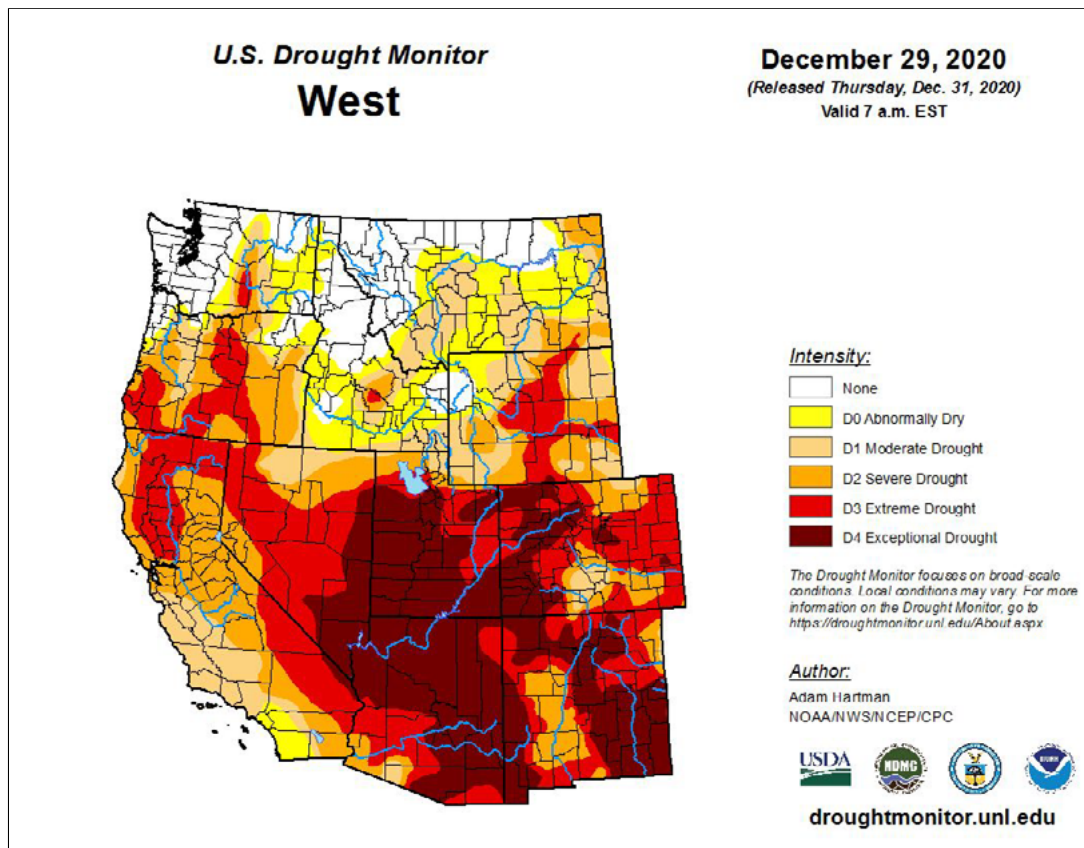 U.S. Drought Monitor
West
December 29, 2020
(Released Thursday, Dec. 31, 2020)
Valid 7 a.m. EST
Intensity:
None
D0 Abnormally Dry
D1 Moderate Drought
D2 Severe Drought
D3 Extreme Drought
D4 Exceptional Drought
The Drought Monitor focuses on broad-scale
conditions. Local conditions may vary. For more
information on the Drought Monitor, go to
https://droughtmonitor.unl.edu/About.aspx
Author:
Adam Hartman
NOAA/NWS/NCEP/CPC
USDA
NDMC
droughtmonitor.unl.edu